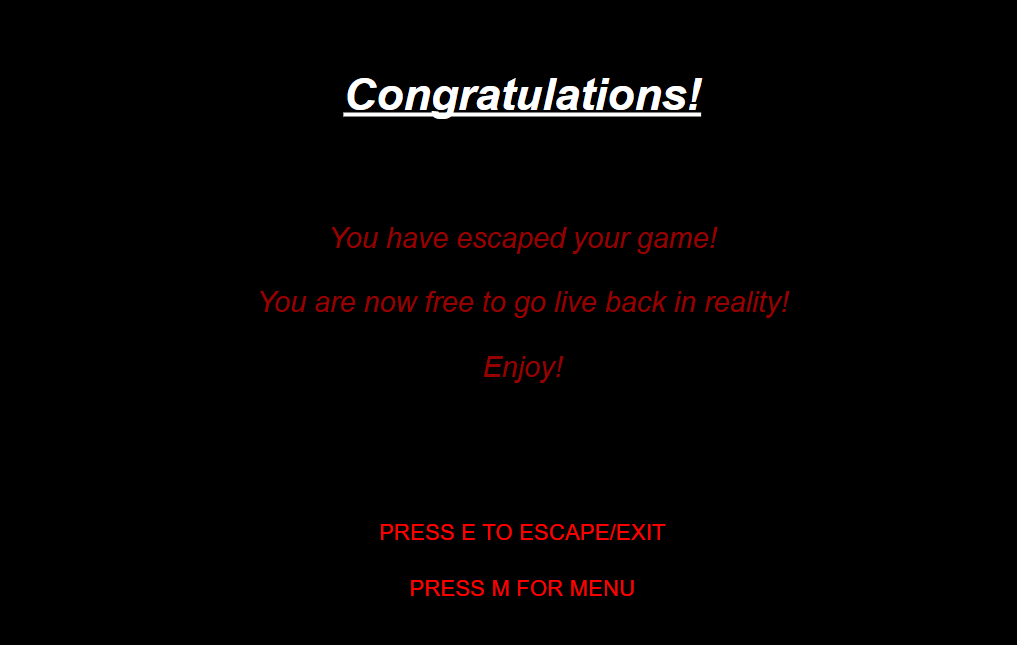 Congratulations!
You have escaped your game!
You are now free to go live back in reality!
Enjoy!
PRESS E TO ESCAPE/EXIT
PRESS M FOR MENU